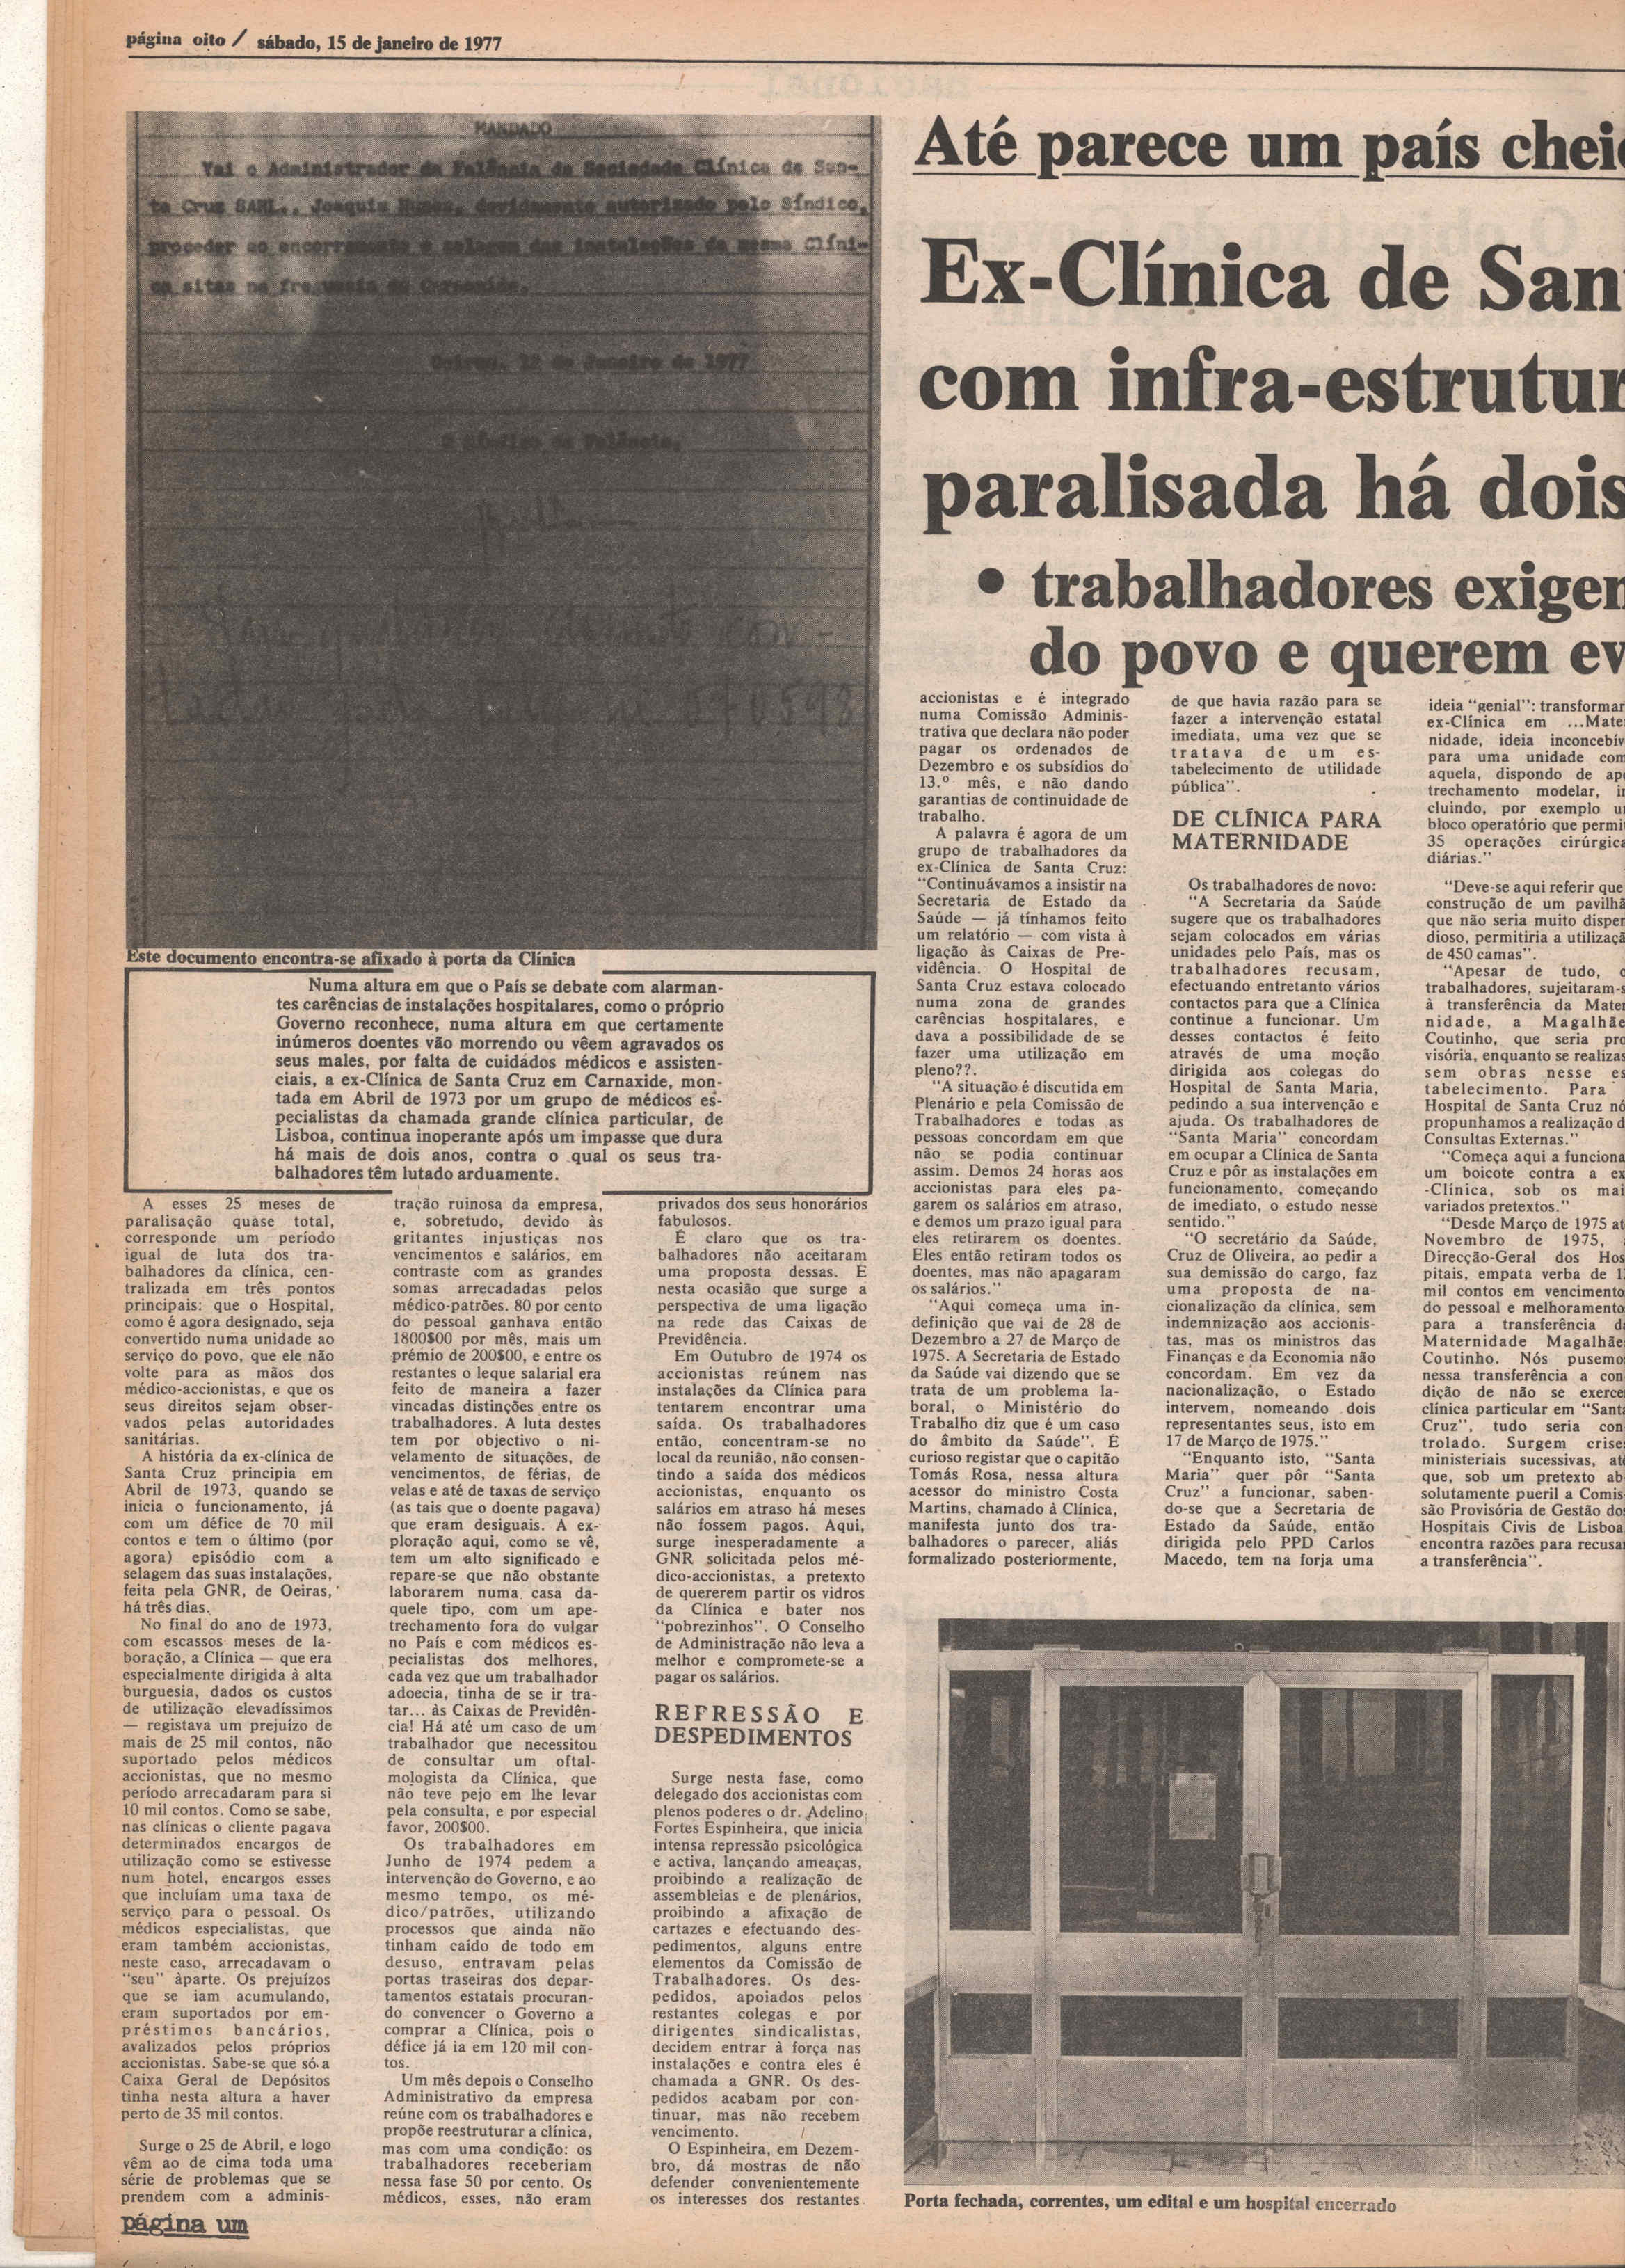 página oito / sábado, 15 de janeiro de 1977
MANDADO
Vai o Administrador da Falência da Sociedade Clínica de San-
ta Cruz SARL., Joaquim Nunes, devidamente autorizado pelo Síndico,
proceder ao encerramento e selagem das instalações da mesma Clíni-
ca sitas na freguesia de Carnaxide.
Oeiras, 12 de Janeiro de 1977
O Síndico da Falência,
Este documento encontra-se afixado à porta da Clínica
Até parece um país cheio
Ex-Clínica de San
com infra-estrutur
paralisada há dois
• trabalhadores exigem
do povo e querem ev
Numa altura em que o País se debate com alarman-
tes carências de instalações hospitalares, como o próprio
Governo reconhece, numa altura em que certamente
inúmeros doentes vão morrendo ou vêem agravados os
seus males, por falta de cuidados médicos e assisten-
ciais, a ex-Clínica de Santa Cruz em Carnaxide, mon-
tada em Abril de 1973 por um grupo de médicos es-
pecialistas da chamada grande clínica particular, de
Lisboa, continua inoperante após um impasse que dura
há mais de dois anos, contra o qual os seus tra-
balhadores têm lutado arduamente.
A esses 25 meses de
paralisação quase total,
corresponde um período
igual de luta dos tra-
balhadores da clínica, cen-
tralizada em três pontos
principais: que o Hospital,
como é agora designado, seja
convertido numa unidade ao
serviço do povo, que ele não
volte para as mãos dos
médico-accionistas, e que os
seus direitos sejam obser-
vados pelas autoridades
sanitárias.
A história da ex-clínica de
Santa Cruz principia em
Abril de 1973, quando se
inicia o funcionamento, já
com um défice de 70 mil
contos e tem o último (por
agora) episódio com a
selagem das suas instalações,
feita pela GNR, de Oeiras,
há três dias.
No final do ano de 1973,
com escassos meses de la-
boração, a Clínica — que era
especialmente dirigida à alta
burguesia, dados os custos
de utilização elevadíssimos
— registava um prejuízo de
mais de 25 mil contos, não
suportado pelos médicos
accionistas, que no mesmo
período arrecadaram para si
10 mil contos. Como se sabe,
nas clínicas o cliente pagava
determinados encargos de
utilização como se estivesse
num hotel, encargos esses
que incluíam uma taxa de
serviço para o pessoal. Os
médicos especialistas, que
eram também accionistas,
neste caso, arrecadavam o
"seu" àparte. Os prejuízos
que se iam acumulando,
eram suportados por em-
préstimos bancários,
avalizados pelos próprios
accionistas. Sabe-se que só a
Caixa Geral de Depósitos
tinha nesta altura a haver
perto de 35 mil contos.
Surge o 25 de Abril, e logo
vêm ao de cima toda uma
série de problemas que se
prendem com a adminis-
tração ruinosa da empresa,
e, sobretudo, devido às
gritantes injustiças nos
vencimentos e salários, em
contraste com as grandes
somas arrecadadas pelos
médico-patrões. 80 por cento
do pessoal ganhava então
1800$00 por mês, mais um
prémio de 200$00, e entre os
restantes o leque salarial era
feito de maneira a fazer
vincadas distinções entre os
trabalhadores. A luta destes
tem por objectivo o ni-
velamento de situações, de
vencimentos, de férias, de
velas e até de taxas de serviço
(as tais que o doente pagava)
que eram desiguais. A ex-
ploração aqui, como se vê,
tem um alto significado e
repare-se que não obstante
laborarem numa casa da-
quele tipo, com um ape-
trechamento fora do vulgar
no País e com médicos es-
pecialistas dos melhores,
cada vez que um trabalhador
adoecia, tinha de se ir tra-
tar... às Caixas de Previdên-
cia! Há até um caso de um
trabalhador que necessitou
de consultar um oftal-
mologista da Clínica, que
não teve pejo em lhe levar
pela consulta, e por especial
favor, 200$00.
Os trabalhadores em
Junho de 1974 pedem a
intervenção do Governo, e ao
mesmo tempo, os mé-
dico/patrões, utilizando
processos que ainda não
tinham caído de todo em
desuso, entravam pelas
portas traseiras dos depar-
tamentos estatais procuran-
do convencer o Governo a
comprar a Clínica, pois o
défice já ia em 120 mil con-
tos.
Um mês depois o Conselho
Administrativo da empresa
reúne com os trabalhadores e
propõe reestruturar a clínica,
mas com uma condição: os
trabalhadores receberiam
nessa fase 50 por cento. Os
médicos, esses, não eram
privados dos seus honorários
fabulosos.
É claro que os tra-
balhadores não aceitaram
uma proposta dessas. É
nesta ocasião que surge a
perspectiva de uma ligação
na rede das Caixas de
Previdência.
Em Outubro de 1974 os
accionistas reúnem nas
instalações da Clínica para
tentarem encontrar uma
saída. Os trabalhadores
então, concentram-se no
local da reunião, não consen-
tindo a saída dos médicos
accionistas, enquanto os
salários em atraso há meses
não fossem pagos. Aqui,
surge inesperadamente a
GNR solicitada pelos mé-
dico-accionistas, a pretexto
de quererem partir os vidros
da Clínica e bater nos
"pobrezinhos". O Conselho
de Administração não leva a
melhor e compromete-se a
pagar os salários.
REPRESSÃO E
DESPEDIMENTOS
Surge nesta fase, como
delegado dos accionistas com
plenos poderes o dr. Adelino
Fortes Espinheira, que inicia
intensa repressão psicológica
e activa, lançando ameaças,
proibindo a realização de
assembleias e de plenários,
proibindo a afixação de
cartazes e efectuando des-
pedimentos, alguns entre
elementos da Comissão de
Trabalhadores. Os des-
pedidos, apoiados pelos
restantes colegas e por
dirigentes sindicalistas,
decidem entrar à força nas
instalações e contra eles é
chamada a GNR. Os des-
pedidos acabam por con-
tinuar, mas não recebem
vencimento.
O Espinheira, em Dezem-
bro, dá mostras de não
defender convenientemente
os interesses dos restantes
accionistas e é integrado
numa Comissão Adminis-
trativa que declara não poder
pagar os ordenados de
Dezembro e os subsídios do
13.º mês, e não dando
garantias de continuidade de
trabalho.
A palavra é agora de um
grupo de trabalhadores da
ex-Clínica de Santa Cruz:
"Continuávamos a insistir na
Secretaria de Estado da
Saúde — já tínhamos feito
um relatório — com vista à
ligação às Caixas de Pre-
vidência. O Hospital de
Santa Cruz estava colocado
numa zona de grandes
carências hospitalares, e
dava a possibilidade de se
fazer uma utilização em
pleno??.
"A situação é discutida em
Plenário e pela Comissão de
Trabalhadores e todas as
pessoas concordam em que
não se podia continuar
assim. Demos 24 horas aos
accionistas para eles pa-
garem os salários em atraso,
e demos um prazo igual para
eles retirarem os doentes.
Eles então retiram todos os
doentes, mas não apagaram
os salários."
"Aqui começa uma in-
definição que vai de 28 de
Dezembro a 27 de Março de
1975. A Secretaria de Estado
da Saúde vai dizendo que se
trata de um problema la-
boral, o Ministério do
Trabalho diz que é um caso
do âmbito da Saúde". É
curioso registar que o capitão
Tomás Rosa, nessa altura
acessor do ministro Costa
Martins, chamado à Clínica,
manifesta junto dos tra-
balhadores o parecer, aliás
formalizado posteriormente,
de que havia razão para se
fazer a intervenção estatal
imediata, uma vez que se
tratava de um es-
tabelecimento de utilidade
pública".
DE CLÍNICA PARA
MATERNIDADE
Os trabalhadores de novo:
"A Secretaria da Saúde
sugere que os trabalhadores
sejam colocados em várias
unidades pelo País, mas os
trabalhadores recusam,
efectuando entretanto vários
contactos para que a Clínica
continue a funcionar. Um
desses contactos é feito
através de uma moção
dirigida aos colegas do
Hospital de Santa Maria,
pedindo a sua intervenção e
ajuda. Os trabalhadores de
"Santa Maria" concordam
em ocupar a Clínica de Santa
Cruz e pôr as instalações em
funcionamento, começando
de imediato, o estudo nesse
sentido."
"O secretário da Saúde,
Cruz de Oliveira, ao pedir a
sua demissão do cargo, faz
uma proposta de na-
cionalização da clínica, sem
indemnização aos accionis-
tas, mas os ministros das
Finanças e da Economia não
concordam. Em vez da
nacionalização, o Estado
intervem, nomeando dois
representantes seus, isto em
17 de Março de 1975."
"Enquanto isto, "Santa
Maria" quer pôr "Santa
Cruz" a funcionar, saben-
do-se que a Secretaria de
Estado da Saúde, então
dirigida pelo PPD Carlos
Macedo, tem na forja uma
ideia "genial": transformar
ex-Clínica em ...Mater
nidade, ideia inconcebív
para uma unidade com
aquela, dispondo de ape
trechamento modelar, in
cluindo, por exemplo u
bloco operatório que permit
35 operações cirúrgica
diárias."
"Deve-se aqui referir que
construção de um pavilhã
que não seria muito dispen
dioso, permitiria a utilizaçã
de 450 camas".
"Apesar de tudo, o
trabalhadores, sujeitaram-s
à transferência da Mater
nidade, a Magalhãe
Coutinho, que seria pro
visória, enquanto se realizas
sem obras nesse es
tabelecimento. Para
Hospital de Santa Cruz nó
propunhamos a realização d
Consultas Externas."
"Começa aqui a funciona
um boicote contra a ex
-Clínica, sob os mai
variados pretextos."
"Desde Março de 1975 at
Novembro de 1975,
Direcção-Geral dos Hos
pitais, empata verba de 1
mil contos em vencimento
do pessoal e melhoramento
para a transferência d
Maternidade Magalhãe
Coutinho. Nós pusemo
nessa transferência a con
dição de não se exerce
clínica particular em "Santa
Cruz", tudo seria con
trolado. Surgem crise
ministeriais sucessivas, at
que, sob um pretexto ab
solutamente pueril a Comis
são Provisória de Gestão do
Hospitais Civis de Lisboa
encontra razões para recusa
a transferência".
Porta fechada, correntes, um edital e um hospital encerrado
página um